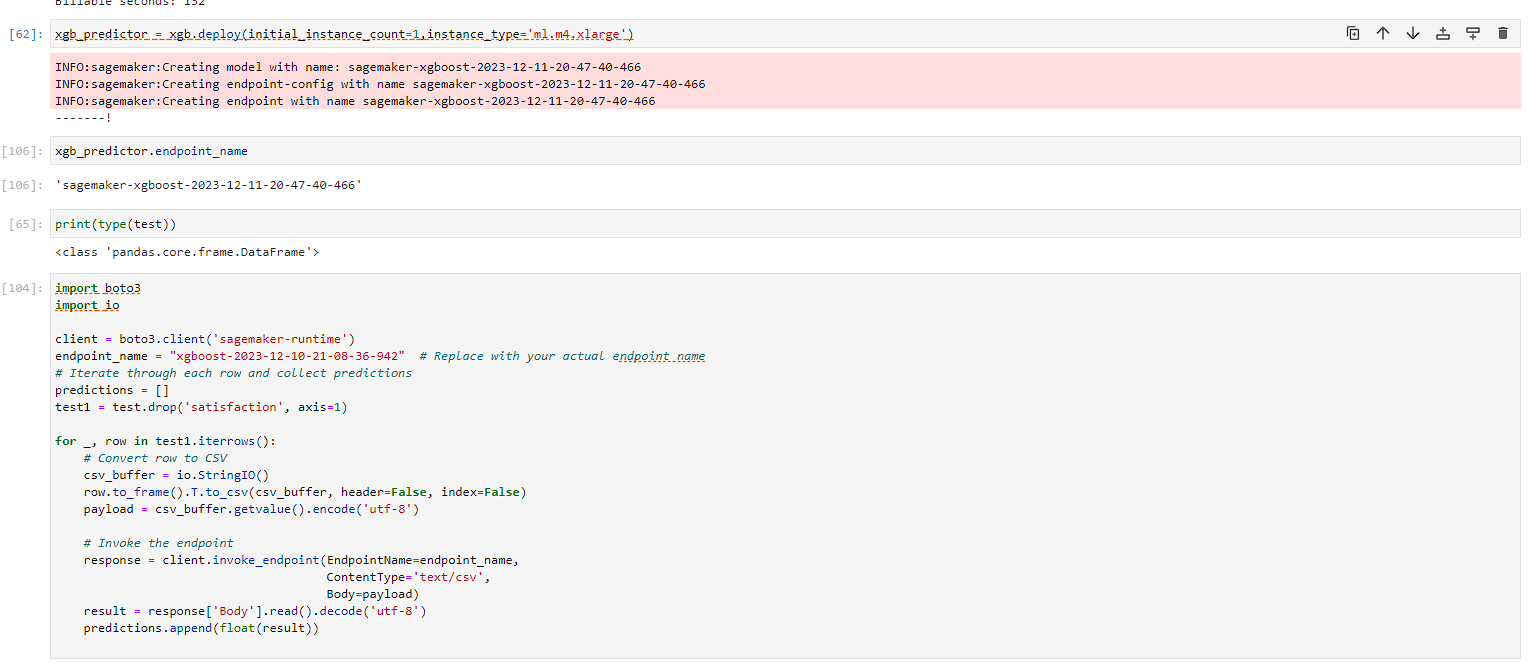 Billable seconds: 132
[62]: xgb_predictor = xgb.deploy(initial_instance_count=1,instance_type='ml.m4.xlarge')
INFO:sagemaker:Creating model with name: sagemaker-xgboost-2023-12-11-20-47-40-466
INFO:sagemaker:Creating endpoint-config with name sagemaker-xgboost-2023-12-11-20-47-40-466
INFO:sagemaker:Creating endpoint with name sagemaker-xgboost-2023-12-11-20-47-40-466
-------!
[106]: xgb_predictor.endpoint_name
[106]: 'sagemaker-xgboost-2023-12-11-20-47-40-466'
[65]: print(type(test))
<class 'pandas.core.frame.DataFrame'>
[104]: import boto3
import io
client = boto3.client('sagemaker-runtime')
endpoint_name = "xgboost-2023-12-10-21-08-36-942"  # Replace with your actual endpoint name
# Iterate through each row and collect predictions
predictions = []
test1 = test.drop('satisfaction', axis=1)
for _, row in test1.iterrows():
    # Convert row to CSV
    csv_buffer = io.StringIO()
    row.to_frame().T.to_csv(csv_buffer, header=False, index=False)
    payload = csv_buffer.getvalue().encode('utf-8')
    # Invoke the endpoint
    response = client.invoke_endpoint(EndpointName=endpoint_name,
                                      ContentType='text/csv',
                                      Body=payload)
    result = response['Body'].read().decode('utf-8')
    predictions.append(float(result))